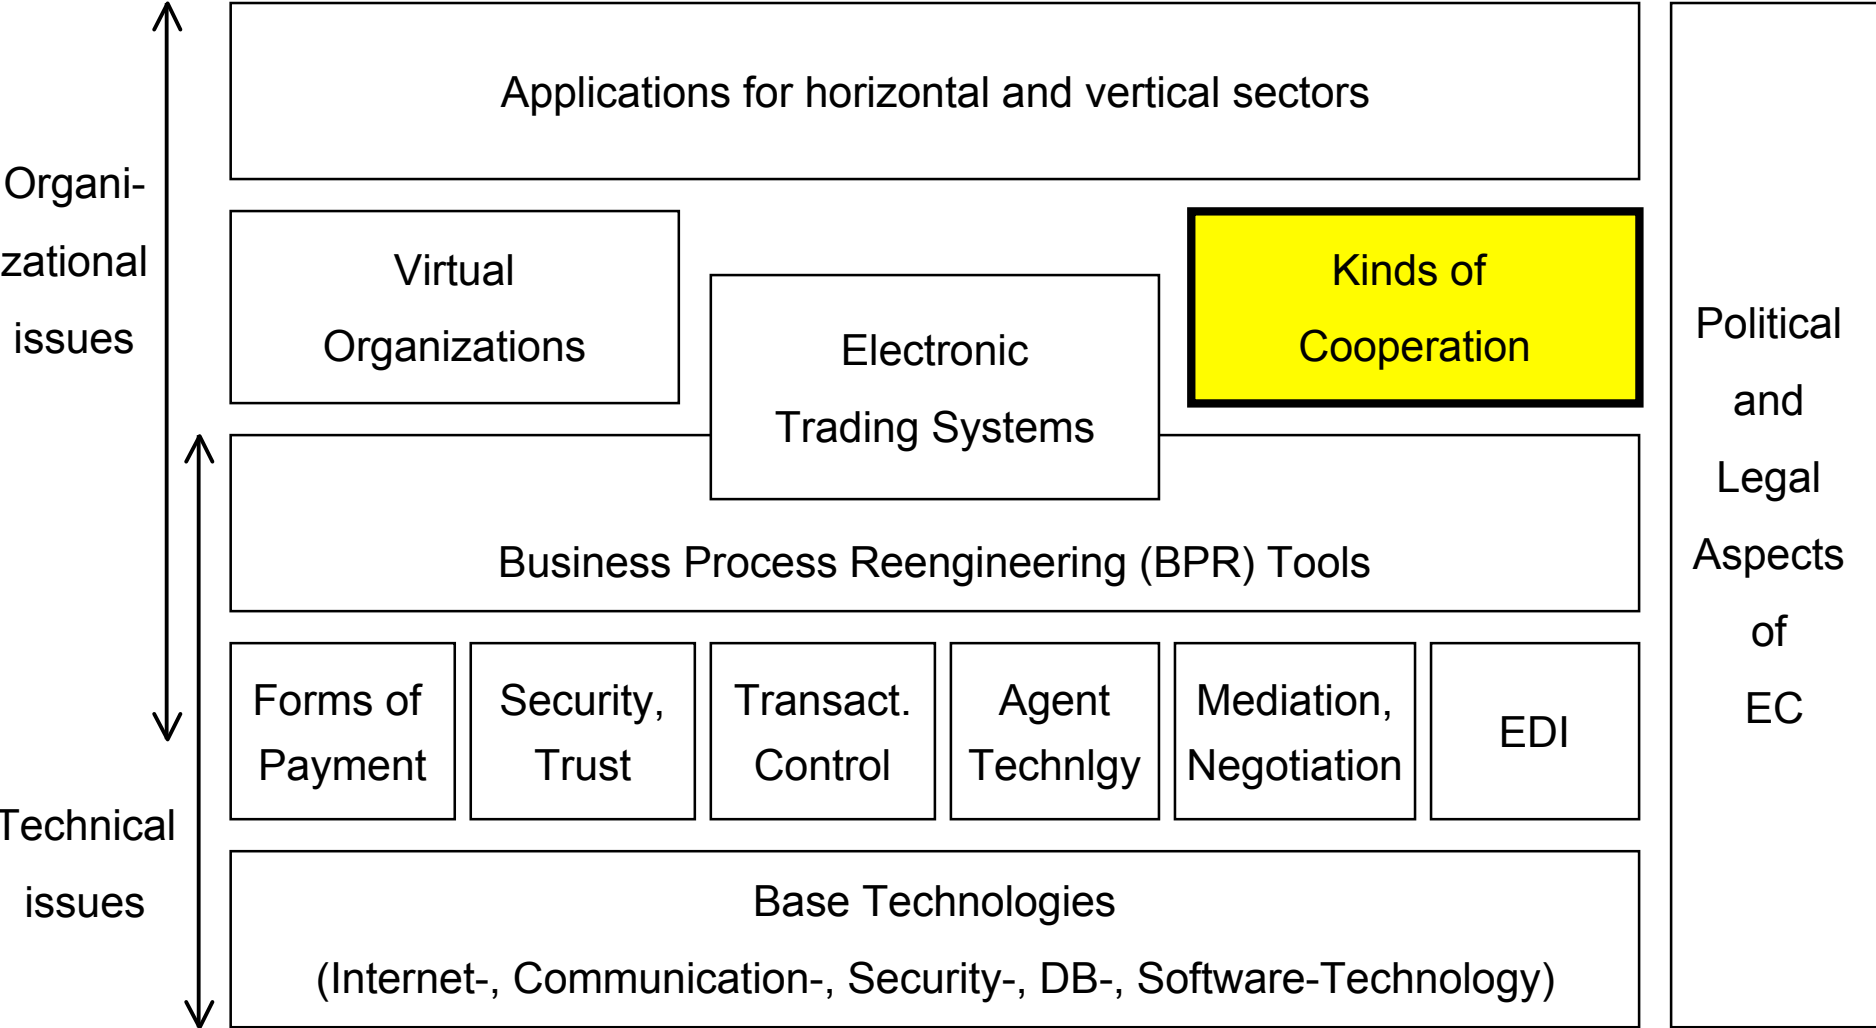 Applications for horizontal and vertical sectors
Organi-
zational
issues
Virtual
Organizations
Electronic
Trading Systems
Kinds of
Cooperation
Business Process Reengineering (BPR) Tools
Forms of
Payment
Security,
Trust
Transact.
Control
Agent
Technlgy
Mediation,
Negotiation
EDI
Technical
issues
Base Technologies
(Internet-, Communication-, Security-, DB-, Software-Technology)
Political
and
Legal
Aspects
of
EC